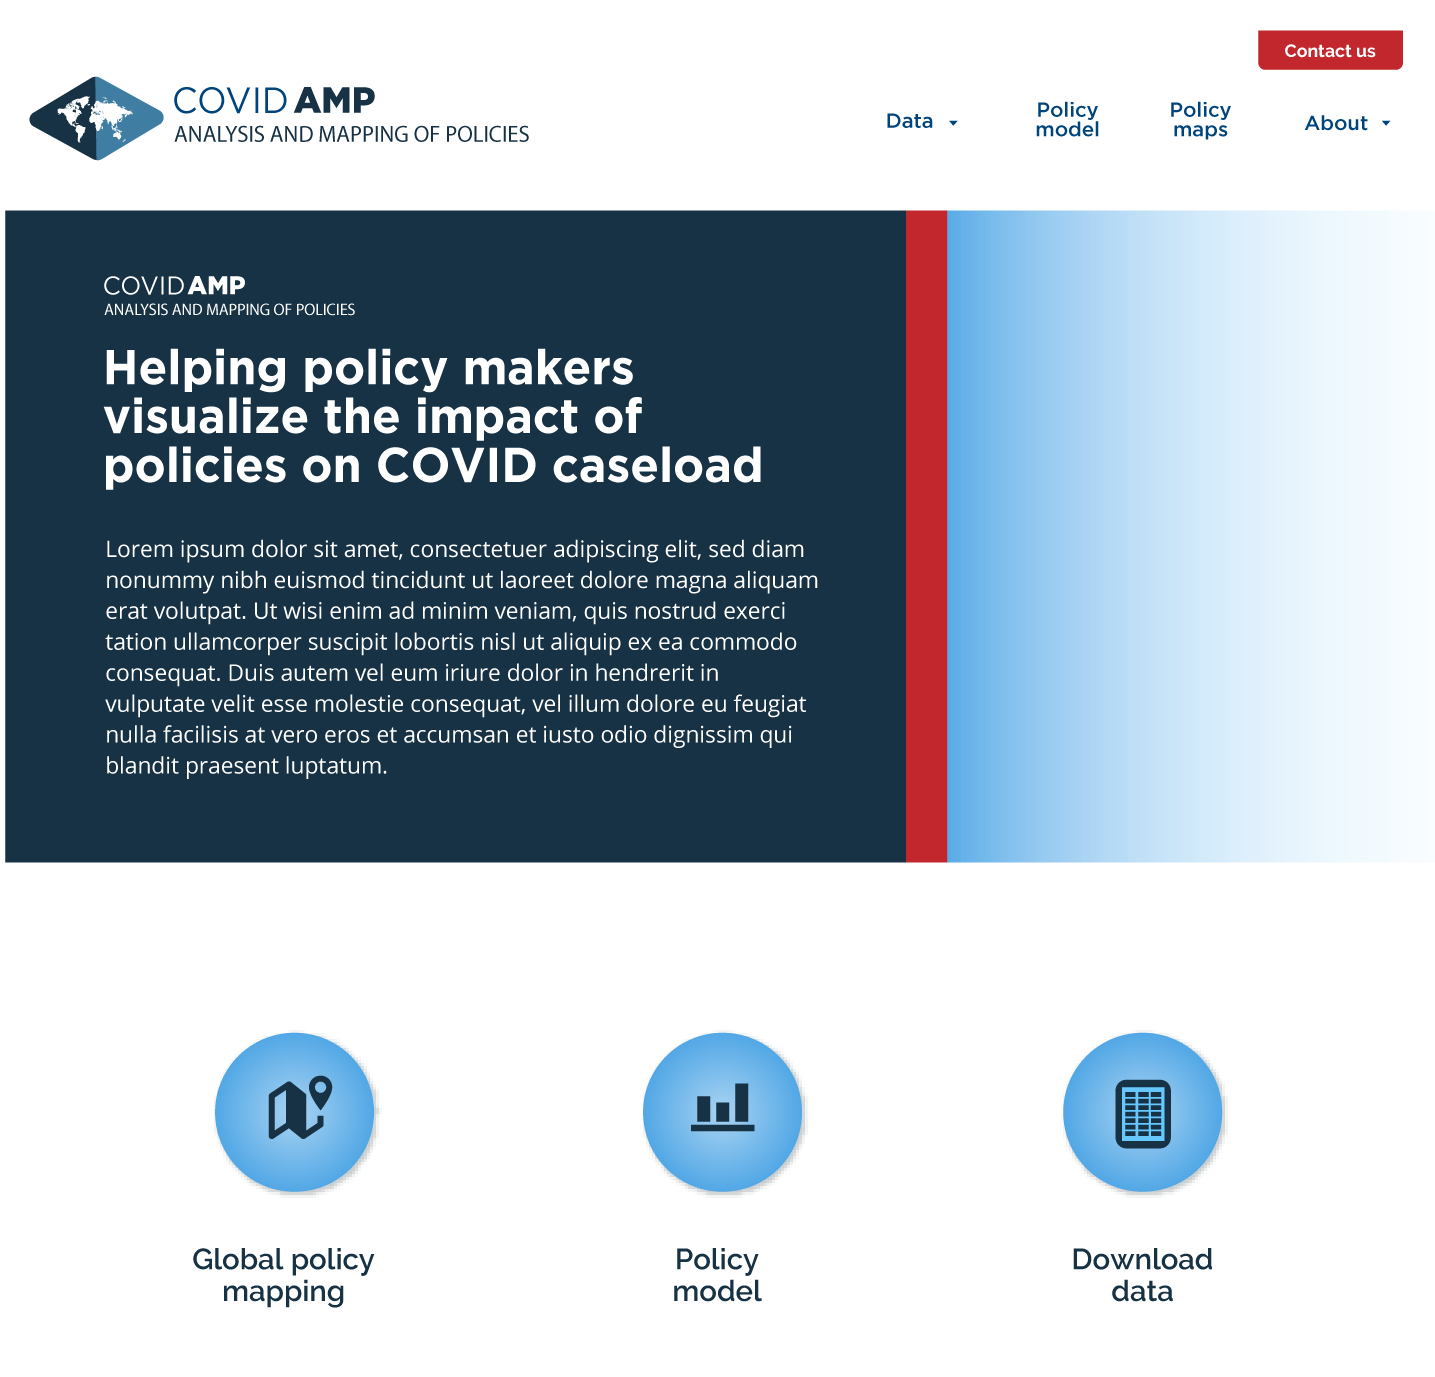 Contact us
COVID AMP
ANALYSIS AND MAPPING OF POLICIES
Data
Policy
model
Policy
maps
About
COVID AMP
ANALYSIS AND MAPPING OF POLICIES
Helping policy makers
visualize the impact of
policies on COVID caseload
Lorem ipsum dolor sit amet, consectetuer adipiscing elit, sed diam
nonummy nibh euismod tincidunt ut laoreet dolore magna aliquam
erat volutpat. Ut wisi enim ad minim veniam, quis nostrud exerci
tation ullamcorper suscipit lobortis nisl ut aliquip ex ea commodo
consequat. Duis autem vel eum iriure dolor in hendrerit in
vulputate velit esse molestie consequat, vel illum dolore eu feugiat
nulla facilisis at vero eros et accumsan et iusto odio dignissim qui
blandit praesent luptatum.
Global policy
mapping
Policy
model
Download
data